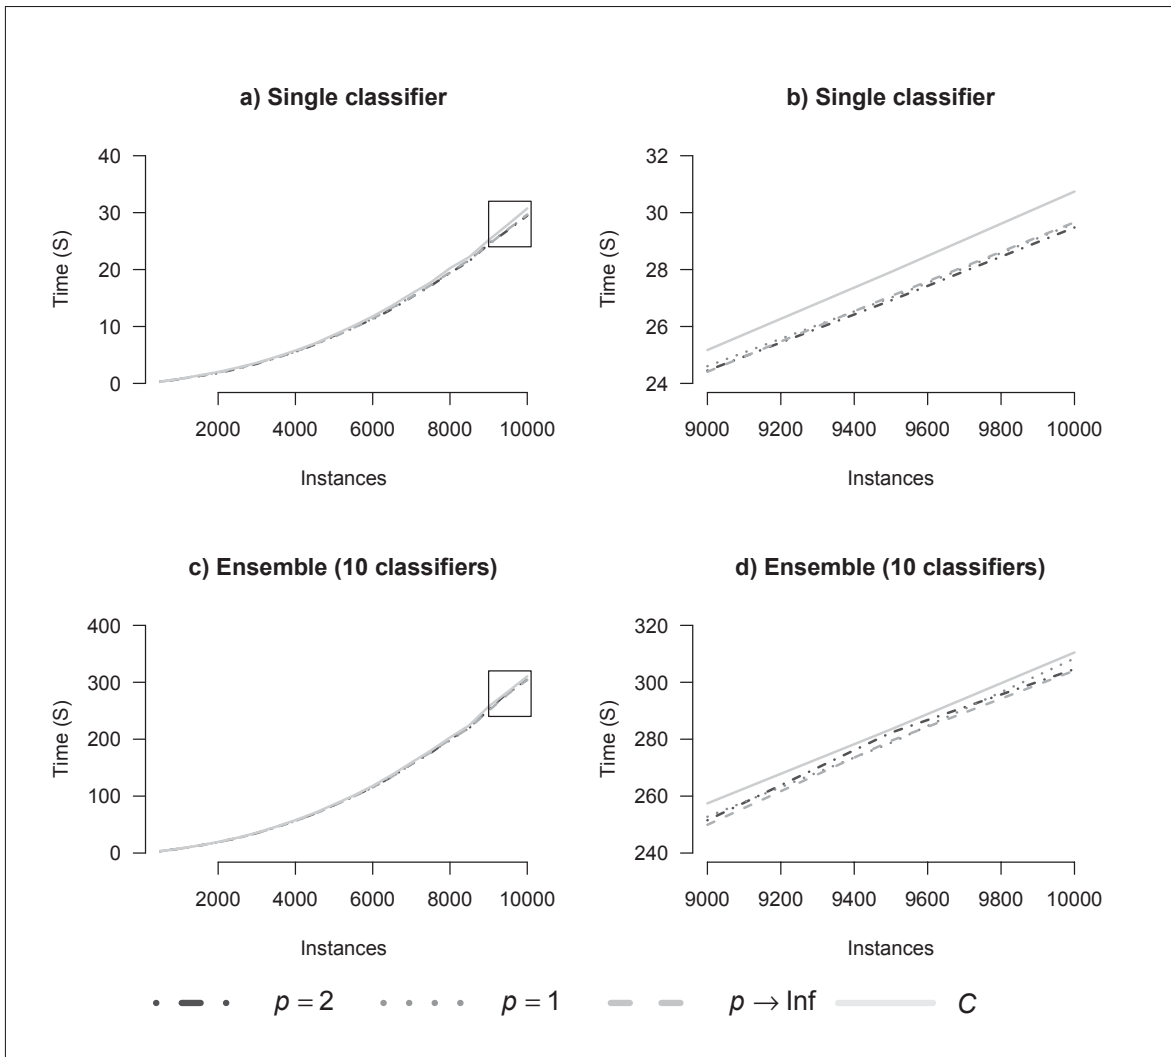 a) Single classifier
40
30
20
10
0
Time (S)
2000 4000 6000 8000 10000
Instances
b) Single classifier
32
30
28
26
24
Time (S)
9000 9200 9400 9600 9800 10000
Instances
c) Ensemble (10 classifiers)
400
300
200
100
0
Time (S)
2000 4000 6000 8000 10000
Instances
d) Ensemble (10 classifiers)
320
300
280
260
240
Time (S)
9000 9200 9400 9600 9800 10000
Instances
p = 2 p = 1 p → Inf C